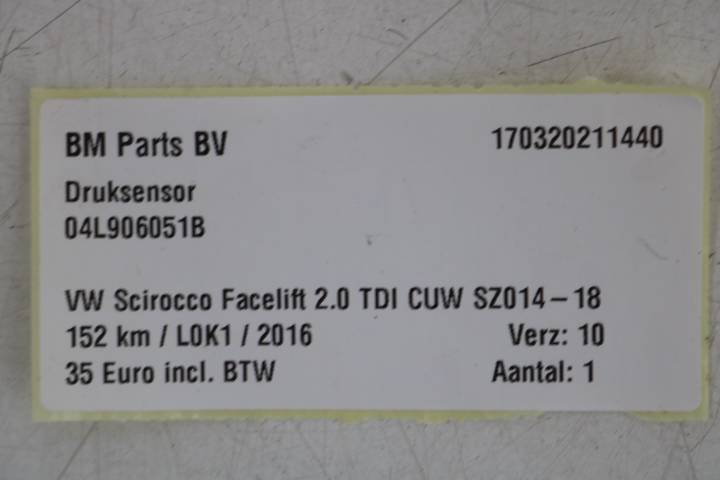 BM Parts BV 170320211440
Druksensor
04L906051B
VW Scirocco Facelift 2.0 TDI CUW SZ014-18
152 km / L0K1 / 2016 Verz: 10
35 Euro incl. BTW Aantal: 1